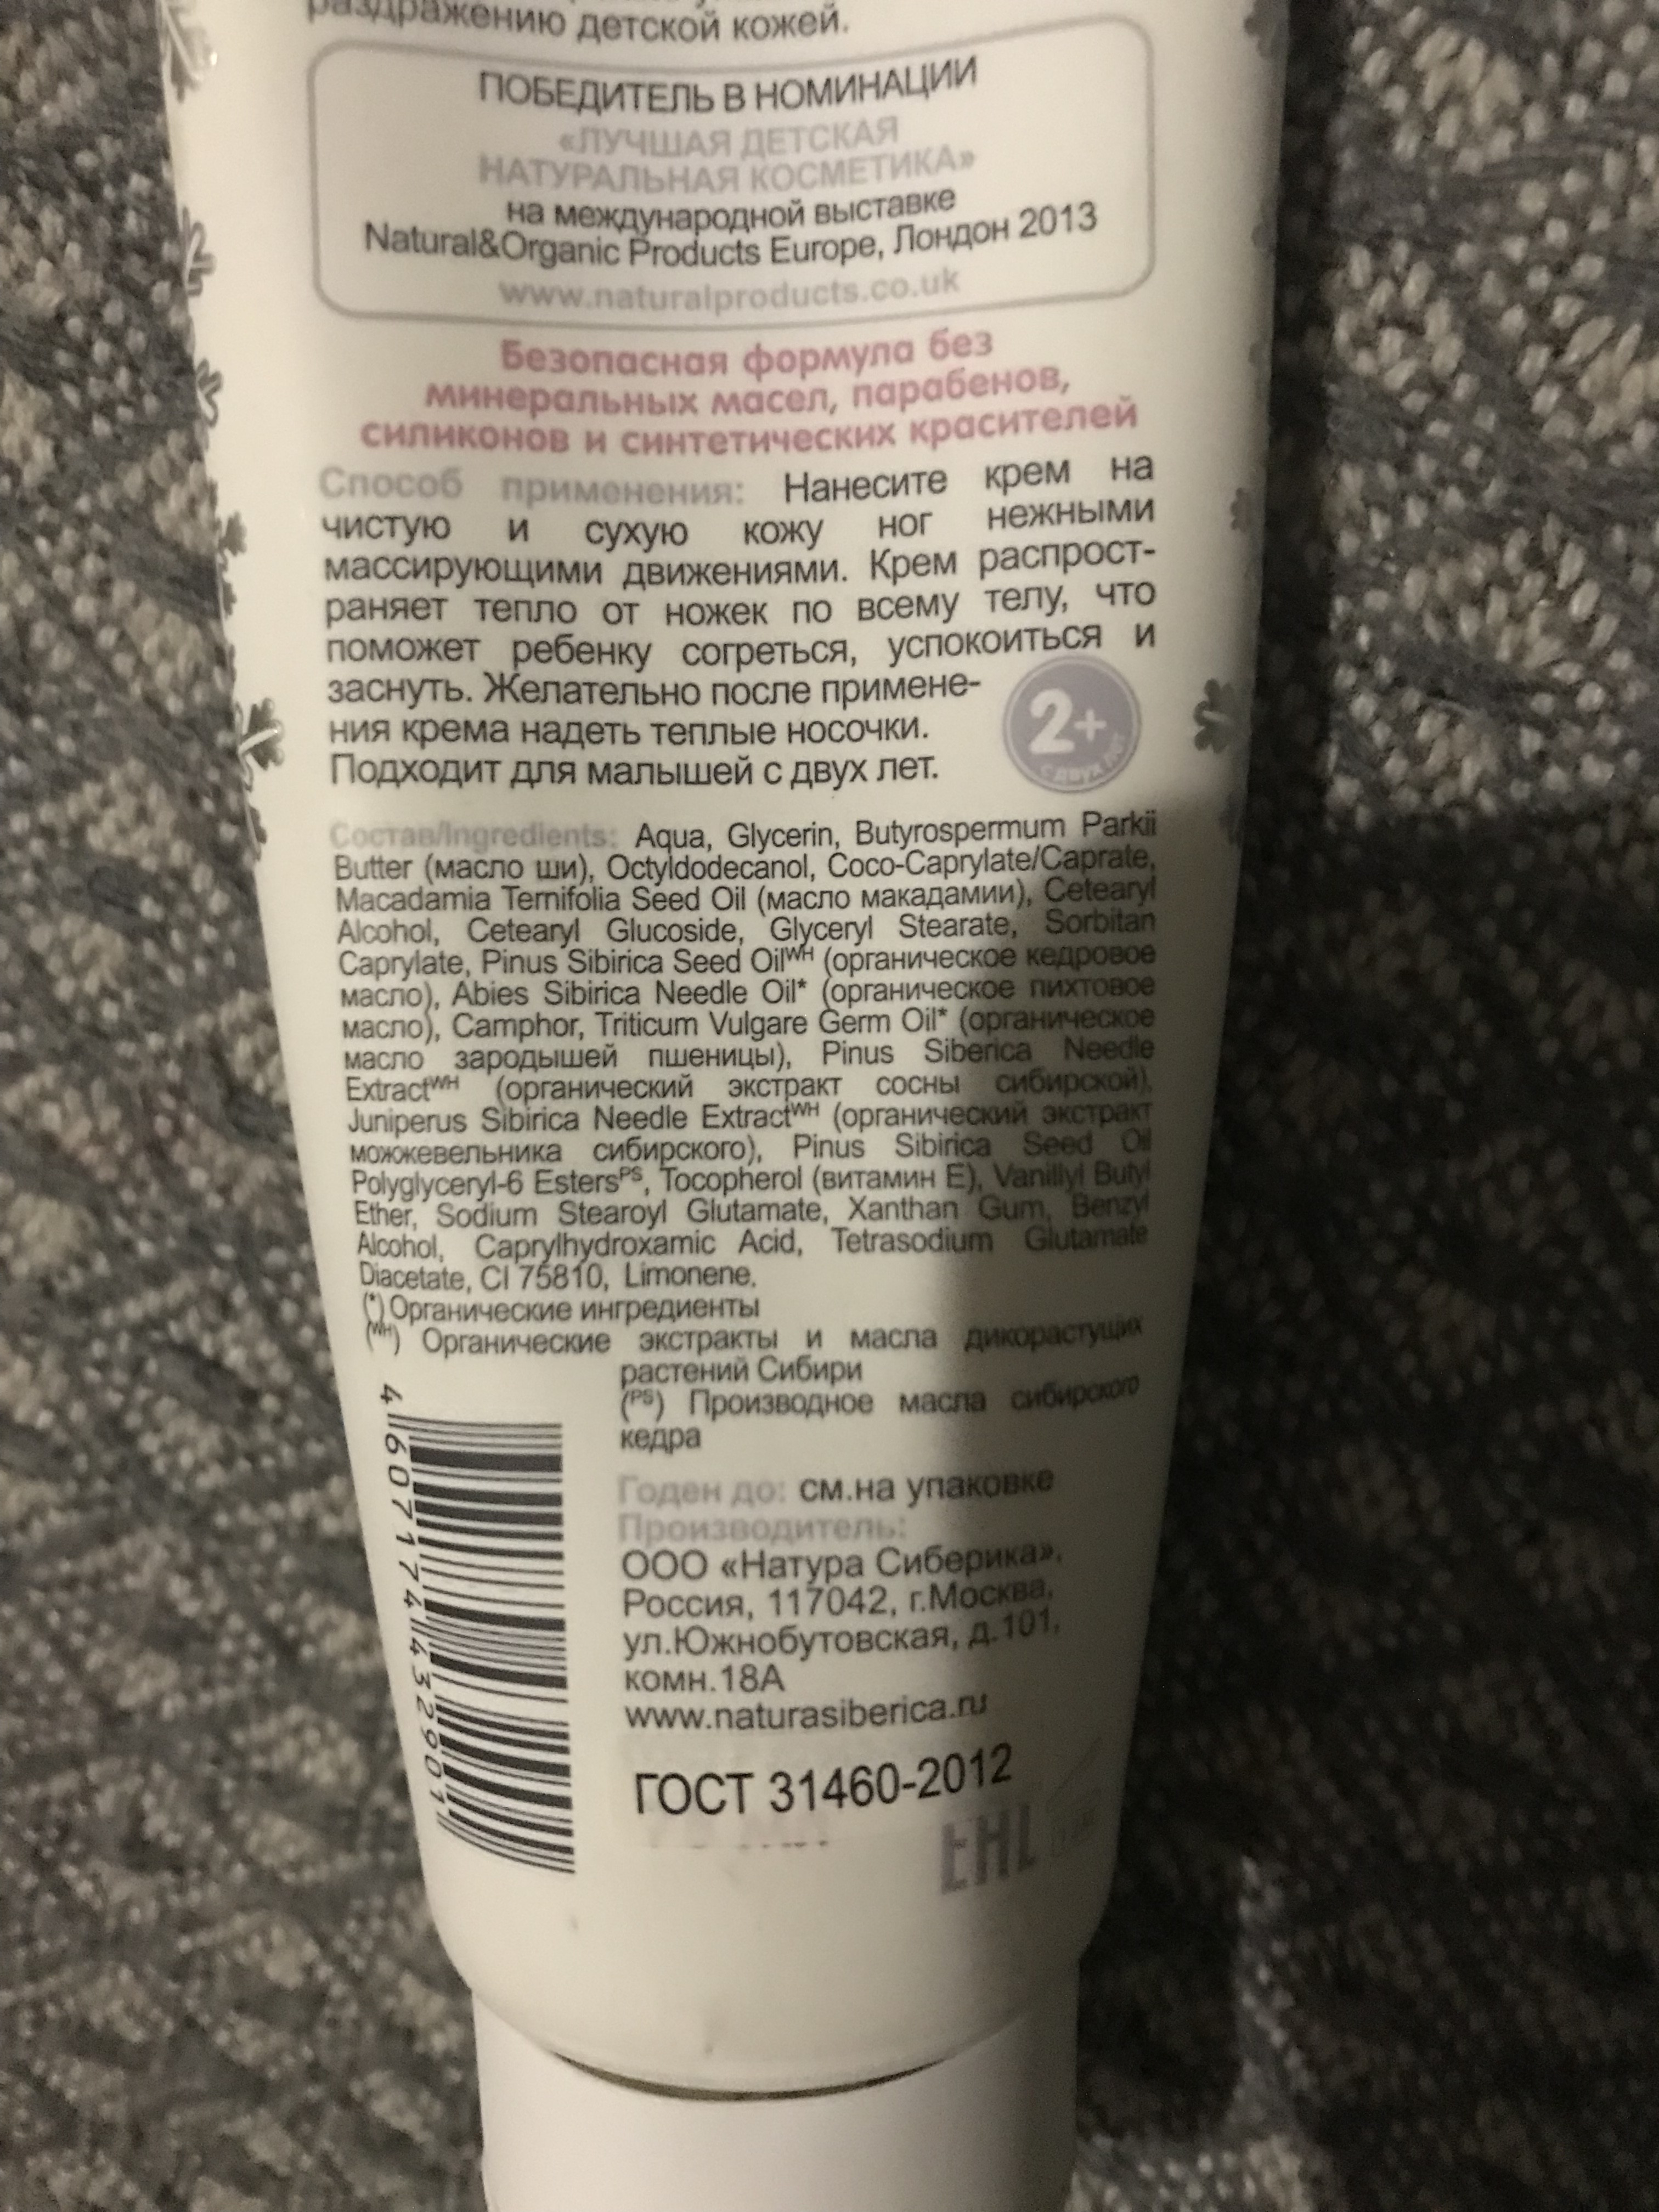 раздражению детской кожей.
ПОБЕДИТЕЛЬ В НОМИНАЦИИ
«ЛУЧШАЯ ДЕТСКАЯ
НАТУРАЛЬНАЯ КОСМЕТИКА»
на международной выставке
Natural&Organic Products Europe, Лондон 2013
www.naturalproducts.co.uk
Безопасная формула без
минеральных масел, парабенов,
силиконов и синтетических красителей
Способ применения: Нанесите крем на
чистую и сухую кожу ног нежными
массирующими движениями. Крем распрост-
раняет тепло от ножек по всему телу, что
поможет ребенку согреться, успокоиться и
заснуть. Желательно после примене-
ния крема надеть теплые носочки.
Подходит для малышей с двух лет.
2+
с двух лет
Состав/Ingredients: Aqua, Glycerin, Butyrospermum Parkii
Butter (масло ши), Octyldodecanol, Coco-Caprylate/Caprate,
Macadamia Ternifolia Seed Oil (масло макадамии), Cetearyl
Alcohol, Cetearyl Glucoside, Glyceryl Stearate, Sorbitan
Caprylate, Pinus Sibirica Seed Oil^WH (органическое кедровое
масло), Abies Sibirica Needle Oil* (органическое пихтовое
масло), Camphor, Triticum Vulgare Germ Oil* (органическое
масло зародышей пшеницы), Pinus Siberica Needle
Extract^WH (органический экстракт сосны сибирской),
Juniperus Sibirica Needle Extract^WH (органический экстракт
можжевельника сибирского), Pinus Sibirica Seed Oil
Polyglyceryl-6 Esters^PS, Tocopherol (витамин Е), Vanillyl Butyl
Ether, Sodium Stearoyl Glutamate, Xanthan Gum, Benzyl
Alcohol, Caprylhydroxamic Acid, Tetrasodium Glutamate
Diacetate, CI 75810, Limonene.
(*) Органические ингредиенты
(WH) Органические экстракты и масла дикорастущих
растений Сибири
(PS) Производное масла сибирского
кедра
Годен до: см.на упаковке
Производитель:
ООО «Натура Сиберика»,
Россия, 117042, г.Москва,
ул.Южнобутовская, д.101,
комн.18А
www.naturasiberica.ru
ГОСТ 31460-2012
EAC
4 607174 432901